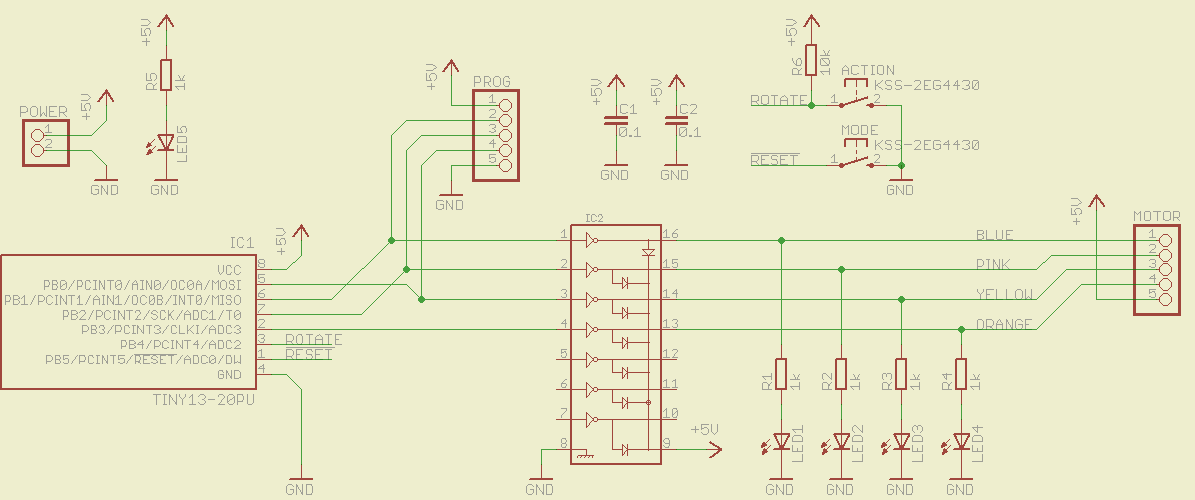 POWER
1
2
+5V
GND
+5V
R5
1k
LED5
GND
+5V
PROG
1
2
3
4
5
GND
+5V
C1
0.1
GND
+5V
C2
0.1
GND
+5V
R6
10k
ROTATE
ACTION
KSS-2EG4430
1
2
MODE
KSS-2EG4430
RESET
1
2
GND
IC1
+5V
VCC
8
PB0/PCINT0/AIN0/OC0A/MOSI
5
PB1/PCINT1/AIN1/OC0B/INT0/MISO
6
PB2/PCINT2/SCK/ADC1/T0
7
PB3/PCINT3/CLKI/ADC3
2
PB4/PCINT4/ADC2
3
ROTATE
PB5/PCINT5/RESET/ADC0/DW
1
RESET
GND
4
TINY13-20PU
GND
IC2
1
16
2
15
3
14
4
13
5
12
6
11
7
10
8
9
+5V
GND
+5V
MOTOR
BLUE
1
PINK
2
YELLOW
3
ORANGE
4
5
R1
1k
R2
1k
R3
1k
R4
1k
LED1
LED2
LED3
LED4
GND
GND
GND
GND